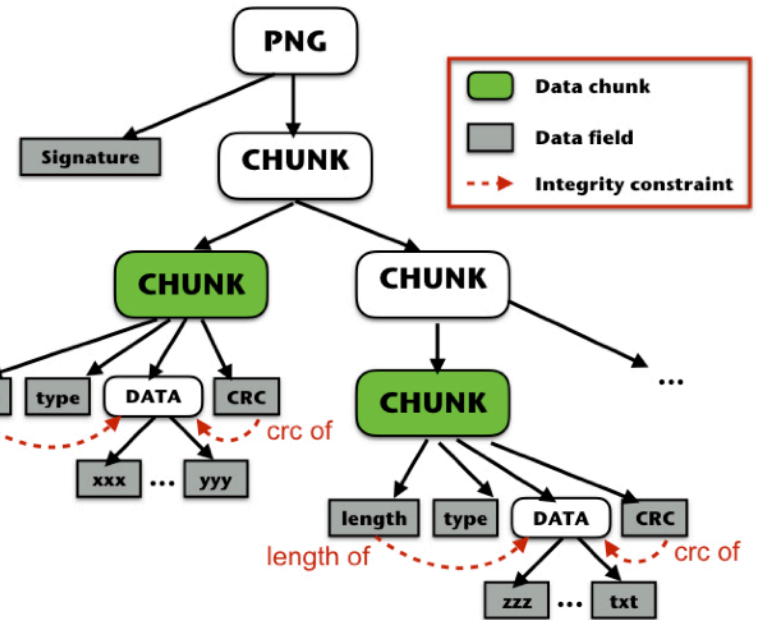 PNG
Data chunk
Data field
Integrity constraint
Signature
CHUNK
CHUNK
CHUNK
...
type
DATA
CRC
crc of
CHUNK
xxx
...
yyy
length
type
DATA
CRC
length of
crc of
zzz
...
txt